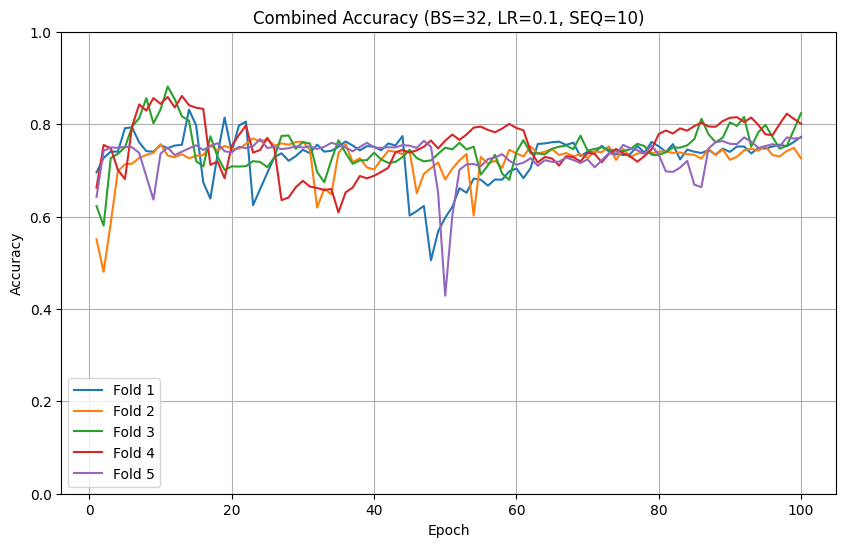 Combined Accuracy (BS=32, LR=0.1, SEQ=10)
1.0
0.8
0.6
0.4
0.2
0.0
Accuracy
Fold 1
Fold 2
Fold 3
Fold 4
Fold 5
0 20 40 60 80 100
Epoch